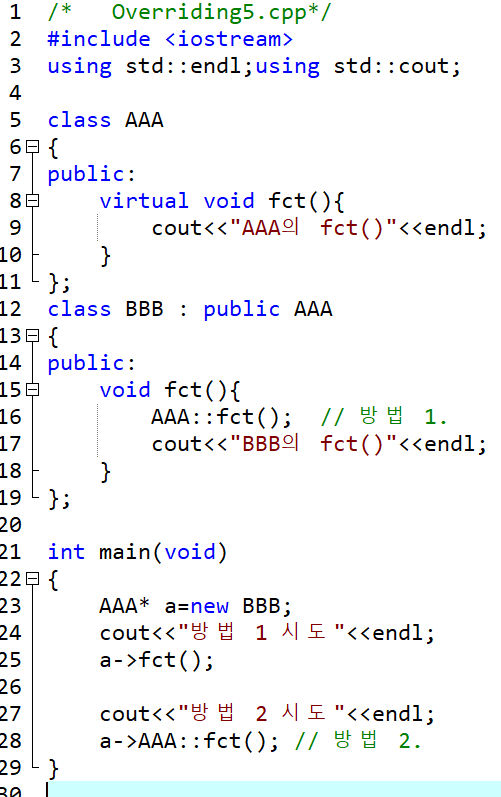 1 /*   Overriding5.cpp*/
2 #include <iostream>
3 using std::endl;using std::cout;
4
5 class AAA
6 {
7 public:
8     virtual void fct(){
9         cout<<"AAA의 fct()"<<endl;
10     }
11 };
12 class BBB : public AAA
13 {
14 public:
15     void fct(){
16         AAA::fct();  // 방법 1.
17         cout<<"BBB의 fct()"<<endl;
18     }
19 };
20
21 int main(void)
22 {
23     AAA* a=new BBB;
24     cout<<"방법 1 시도"<<endl;
25     a->fct();
26
27     cout<<"방법 2 시도"<<endl;
28     a->AAA::fct(); // 방법 2.
29 }
30